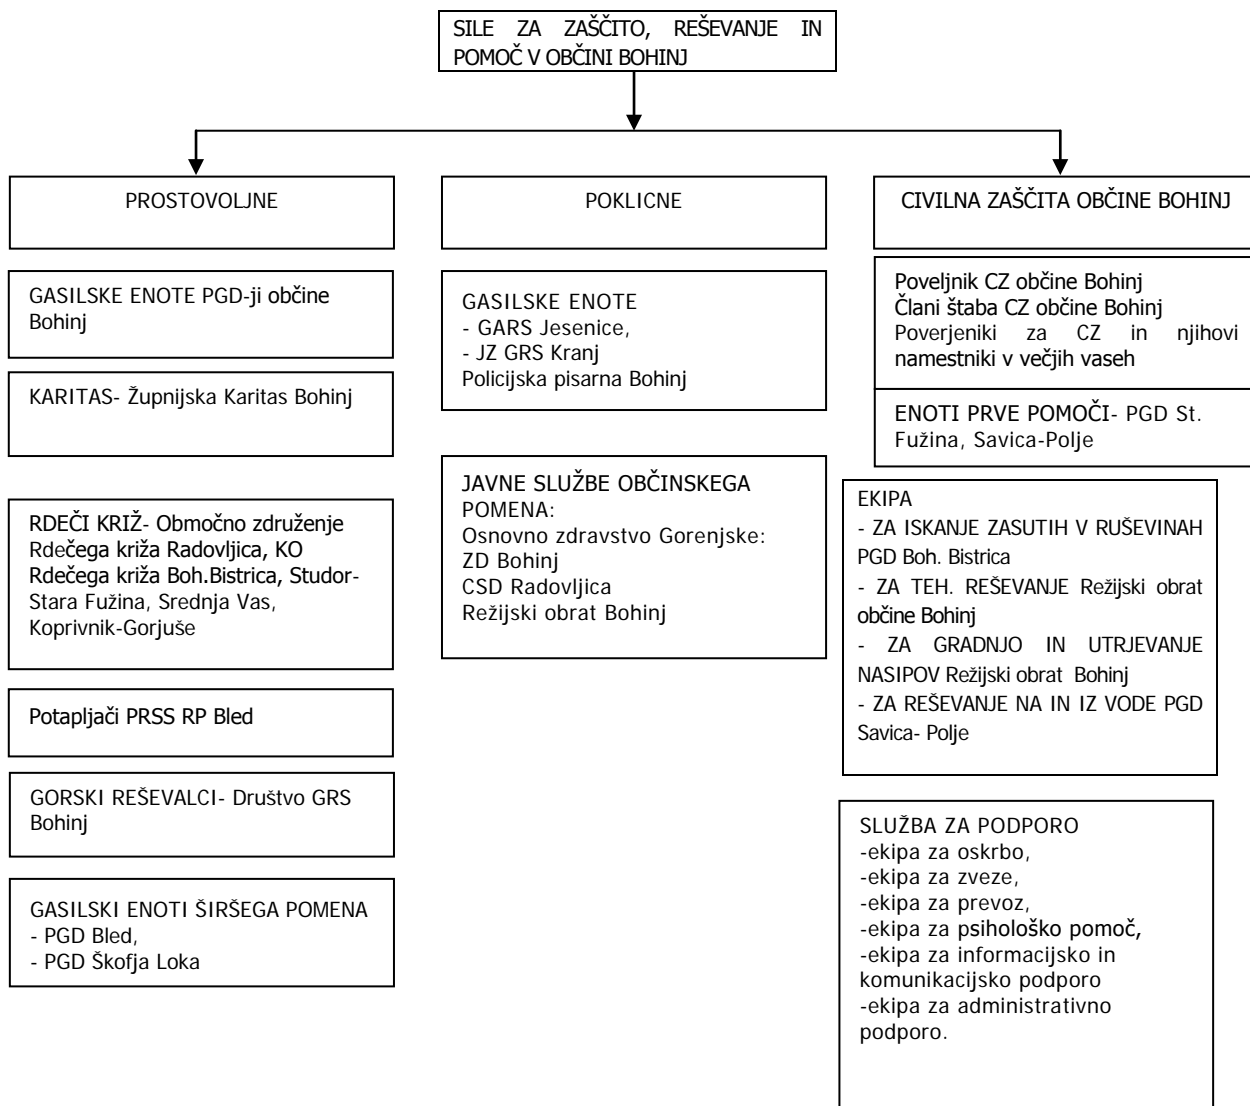 SILE ZA ZAŠČITO, REŠEVANJE IN
POMOČ V OBČINI BOHINJ
PROSTOVOLJNE
GASILSKE ENOTE PGD-ji občine
Bohinj
KARITAS- Župnijska Karitas Bohinj
RDEČI KRIŽ- Območno združenje
Rdečega križa Radovljica, KO
Rdečega križa Boh.Bistrica, Studor-
Stara Fužina, Srednja Vas,
Koprivnik-Gorjuše
Potapljači PRSS RP Bled
GORSKI REŠEVALCI- Društvo GRS
Bohinj
GASILSKI ENOTI ŠIRŠEGA POMENA
- PGD Bled,
- PGD Škofja Loka
POKLICNE
GASILSKE ENOTE
- GARS Jesenice,
- JZ GRS Kranj
Policijska pisarna Bohinj
JAVNE SLUŽBE OBČINSKEGA
POMENA:
Osnovno zdravstvo Gorenjske:
ZD Bohinj
CSD Radovljica
Režijski obrat Bohinj
CIVILNA ZAŠČITA OBČINE BOHINJ
Poveljnik CZ občine Bohinj
Člani štaba CZ občine Bohinj
Poverjeniki za CZ in njihovi
namestniki v večjih vaseh
ENOTI PRVE POMOČI- PGD St.
Fužina, Savica-Polje
EKIPA
- ZA ISKANJE ZASUTIH V RUŠEVINAH
PGD Boh. Bistrica
- ZA TEH. REŠEVANJE Režijski obrat
občine Bohinj
- ZA GRADNJO IN UTRJEVANJE
NASIPOV Režijski obrat Bohinj
- ZA REŠEVANJE NA IN IZ VODE PGD
Savica- Polje
SLUŽBA ZA PODPORO
-ekipa za oskrbo,
-ekipa za zveze,
-ekipa za prevoz,
-ekipa za psihološko pomoč,
-ekipa za informacijsko in
komunikacijsko podporo
-ekipa za administrativno
podporo.